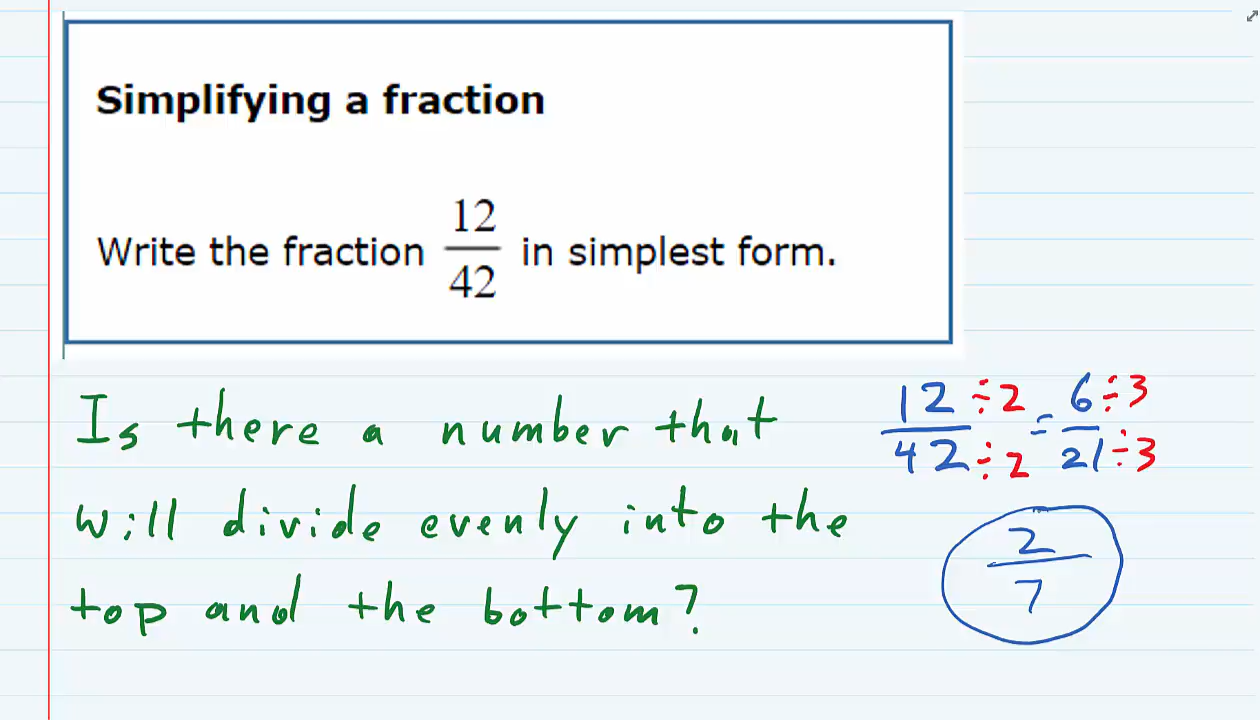 Simplifying a fraction
Write the fraction 12/42 in simplest form.
Is there a number that
will divide evenly into the
top and the bottom?
12÷2/42÷2 = 6÷3/21÷3
2/7